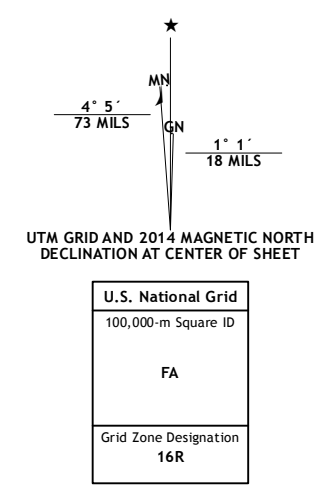 ★
MN
4° 5´
73 MILS
GN
1° 1´
18 MILS
UTM GRID AND 2014 MAGNETIC NORTH
DECLINATION AT CENTER OF SHEET
U.S. National Grid
100,000-m Square ID
FA
Grid Zone Designation
16R